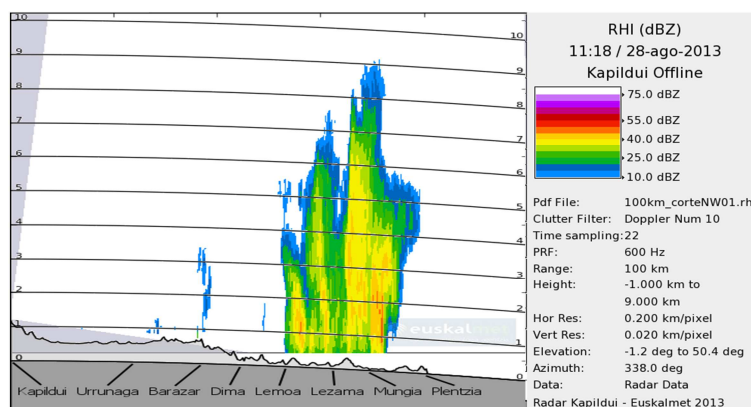 10
9
8
7
6
5
4
3
2
1
0
10
9
8
7
6
5
4
3
2
1
0
euskalmet
Kapildui Urrunaga Barazar Dima Lemoa Lezama Mungia Plentzia
RHI (dBZ)
11:18 / 28-ago-2013
Kapildui Offline
75.0 dBZ
55.0 dBZ
40.0 dBZ
25.0 dBZ
10.0 dBZ
Pdf File: 100km_corteNW01.rh
Clutter Filter: Doppler Num 10
Time sampling:22
PRF: 600 Hz
Range: 100 km
Height: -1.000 km to
9.000 km
Hor Res: 0.200 km/pixel
Vert Res: 0.020 km/pixel
Elevation: -1.2 deg to 50.4 deg
Azimuth: 338.0 deg
Data: Radar Data
Radar Kapildui - Euskalmet 2013